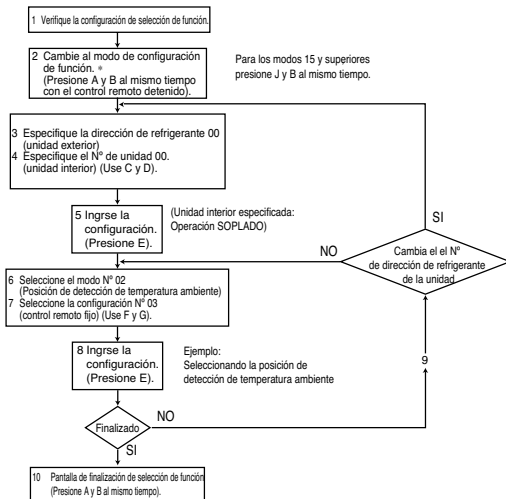 1 Verifique la configuración de selección de función.
2 Cambie al modo de configuración
de función. *
(Presione A y B al mismo tiempo
con el control remoto detenido).
Para los modos 15 y superiores
presione J y B al mismo tiempo.
3 Especifique la dirección de refrigerante 00
(unidad exterior)
4 Especifique el Nº de unidad 00.
(unidad interior) (Use C y D).
5 Ingrse la
configuración.
(Presione E).
(Unidad interior especificada:
Operación SOPLADO)
SI
NO
Cambia el el Nº
de dirección de refrigerante
de la unidad
6 Seleccione el modo Nº 02
(Posición de detección de temperatura ambiente)
7 Seleccione la configuración Nº 03
(control remoto fijo) (Use F y G).
8 Ingrse la
configuración.
(Presione E).
Ejemplo:
Seleccionando la posición de
detección de temperatura ambiente
9
NO
Finalizado
SI
10 Pantalla de finalización de selección de función
(Presione A y B al mismo tiempo).